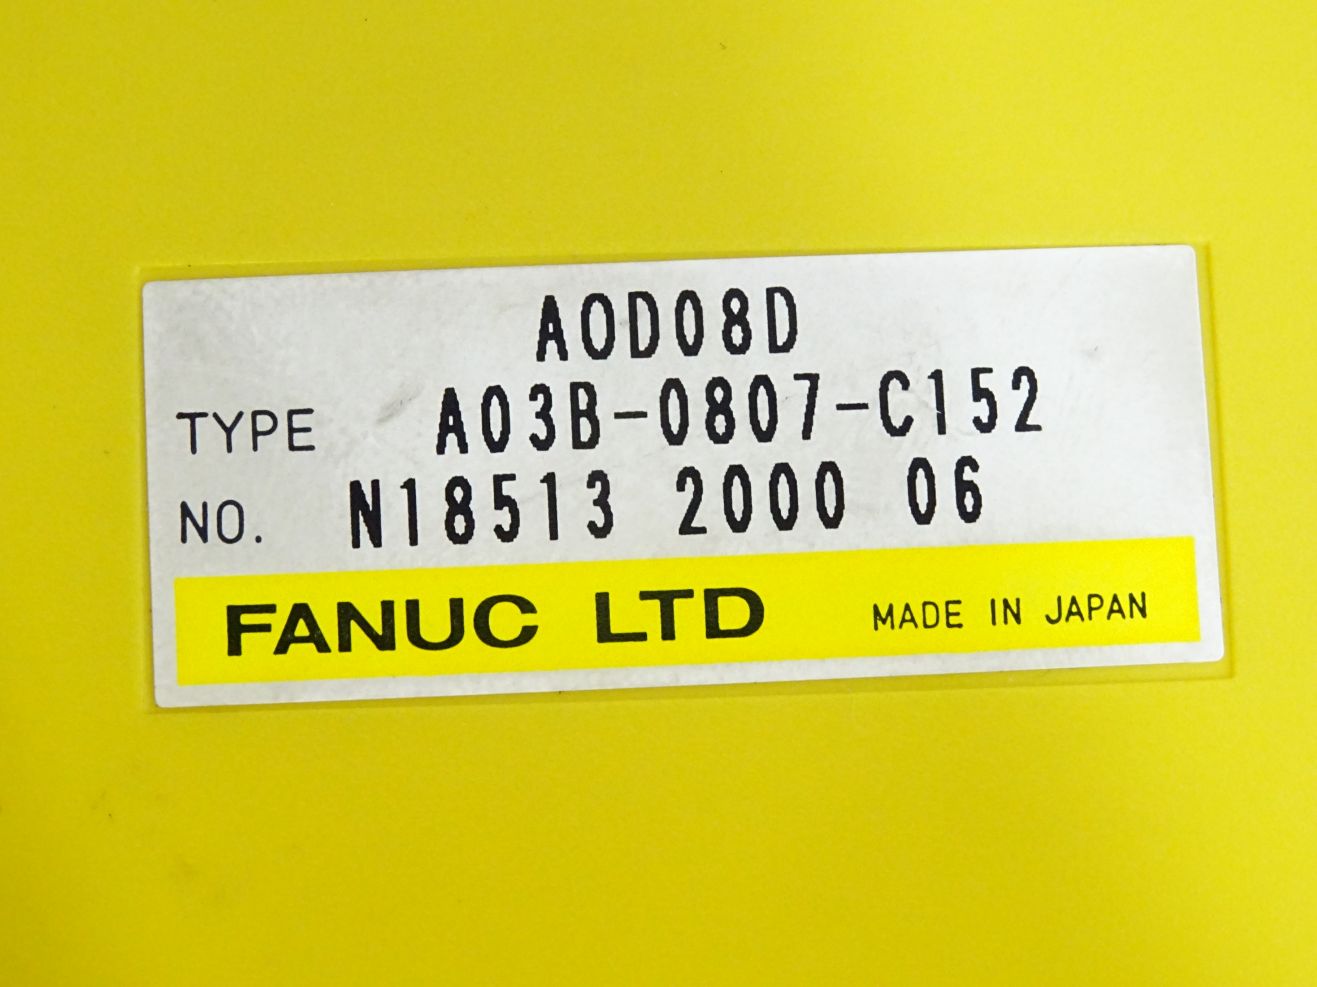 AOD08D
TYPE A03B-0807-C152
NO. N18513 2000 06
FANUC LTD MADE IN JAPAN